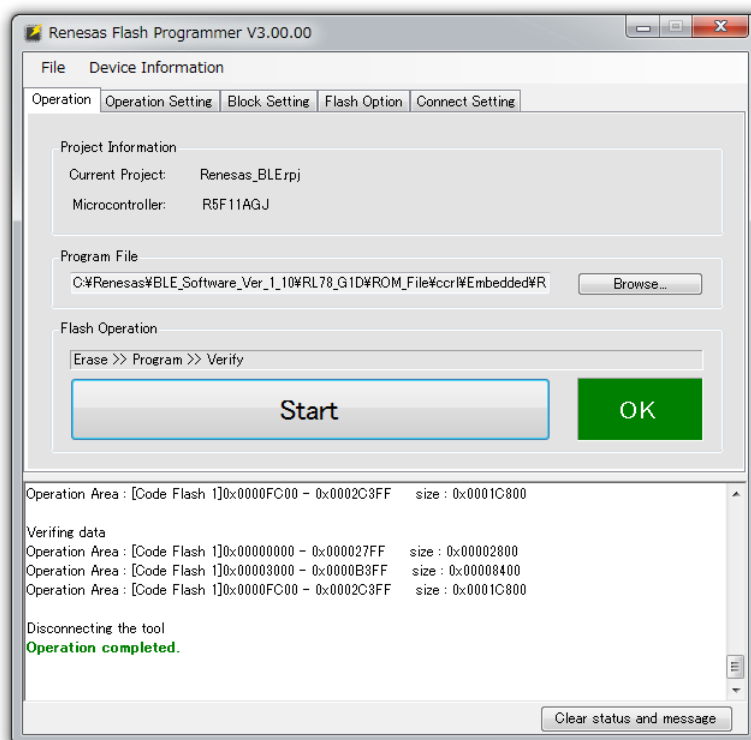 Renesas Flash Programmer V3.00.00
File Device Information
Operation Operation Setting Block Setting Flash Option Connect Setting
Project Information
Current Project: Renesas_BLE.rpj
Microcontroller: R5F11AGJ
Program File
C:¥Renesas¥BLE_Software_Ver_1_10¥RL78_G1D¥ROM_File¥ccrl¥Embedded¥R Browse...
Flash Operation
Erase >> Program >> Verify
Start OK
Operation Area : [Code Flash 1]0x0000FC00 - 0x0002C3FF size : 0x0001C800
Verifing data
Operation Area : [Code Flash 1]0x00000000 - 0x000027FF size : 0x00002800
Operation Area : [Code Flash 1]0x00003000 - 0x0000B3FF size : 0x00008400
Operation Area : [Code Flash 1]0x0000FC00 - 0x0002C3FF size : 0x0001C800
Disconnecting the tool
Operation completed.
Clear status and message